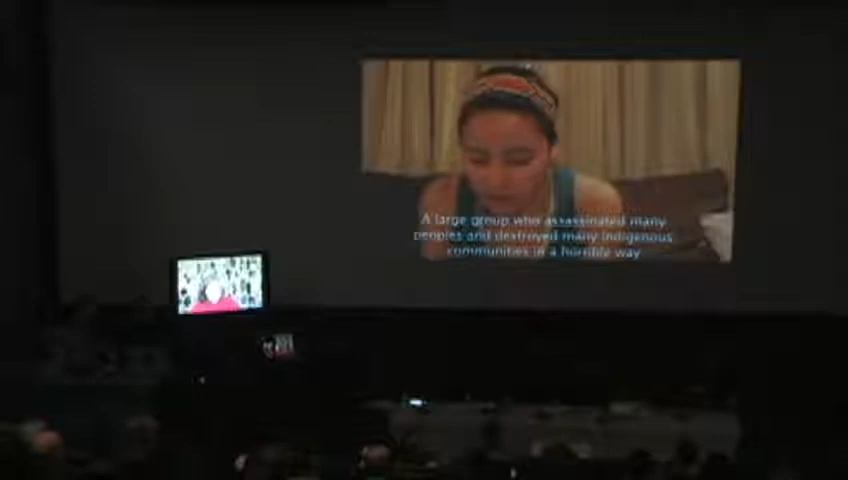 A large group who assassinated many
peoples and destroyed many indigenous
communities in a horrible way